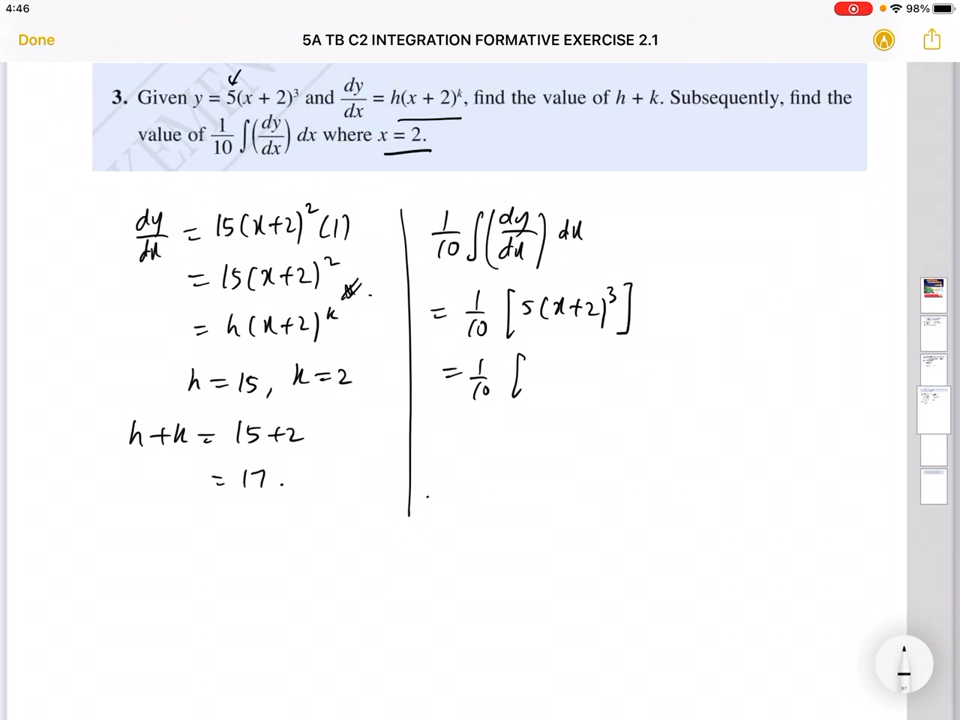 4:46
98%
Done
5A TB C2 INTEGRATION FORMATIVE EXERCISE 2.1
3. Given y = 5(x + 2)³ and dy/dx = h(x + 2)ᵏ, find the value of h + k. Subsequently, find the
value of 1/10 ∫(dy/dx) dx where x = 2.
dy/dx = 15(x+2)²(1)
= 15(x+2)²
= h(x+2)ᵏ
h = 15, k = 2
h+k = 15+2
= 17.
1/10 ∫(dy/dx) dx
= 1/10 [5(x+2)³]
= 1/10 [